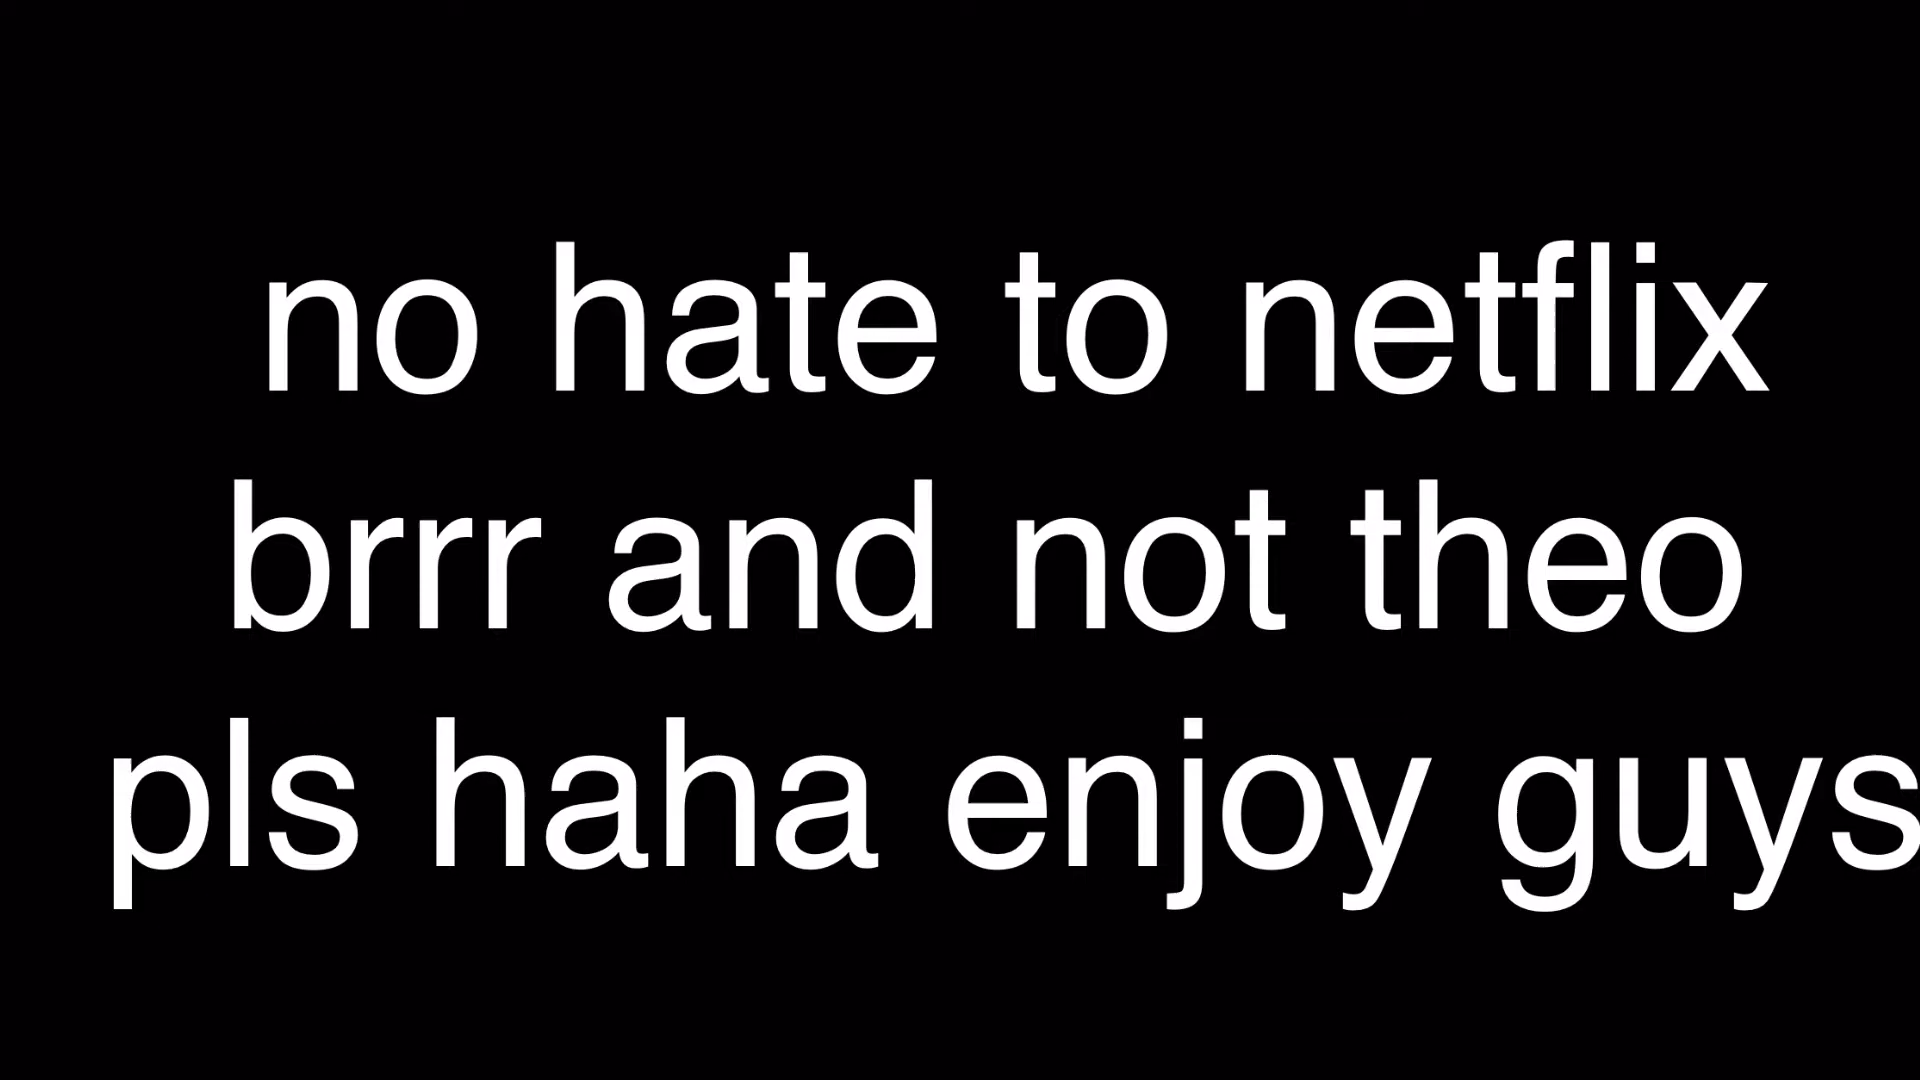 no hate to netflix
brrr and not theo
pls haha enjoy guys